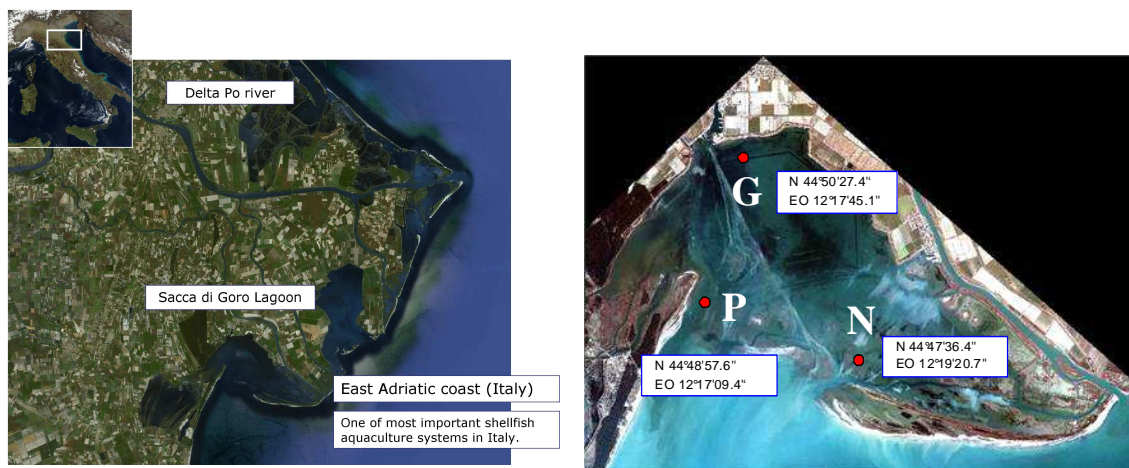 Delta Po river
Sacca di Goro Lagoon
East Adriatic coast (Italy)
One of most important shellfish
aquaculture systems in Italy.
G
N 44°50'27.4"
EO 12°17'45.1"
P
N 44°48'57.6"
EO 12°17'09.4"
N
N 44°47'36.4"
EO 12°19'20.7"